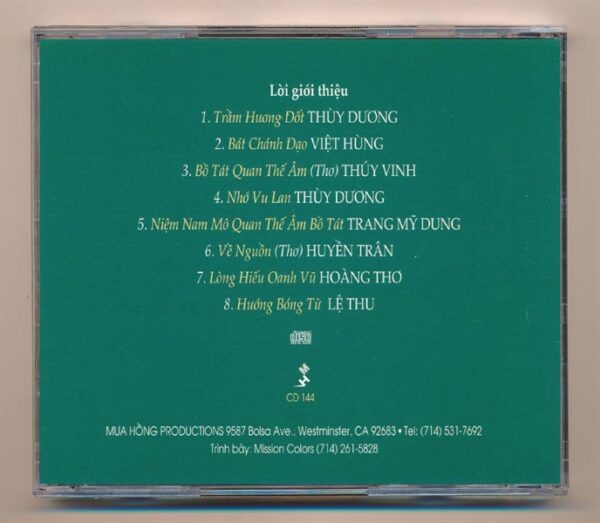 Lời giới thiệu
1. Trầm Hương Đốt THÙY DƯƠNG
2. Bát Chánh Đạo VIỆT HÙNG
3. Bồ Tát Quan Thế Âm (Thơ) THÚY VINH
4. Nhớ Vu Lan THÙY DƯƠNG
5. Niệm Nam Mô Quan Thế Âm Bồ Tát TRANG MỸ DUNG
6. Về Nguồn (Thơ) HUYỀN TRÂN
7. Lòng Hiếu Oanh Vũ HOÀNG THƠ
8. Hướng Bóng Từ LỆ THU
MH
CD 144
MUA HỒNG PRODUCTIONS 9587 Bolsa Ave., Westminster, CA 92683 • Tel: (714) 531-7692
Trình bày: Mission Colors (714) 261-5828